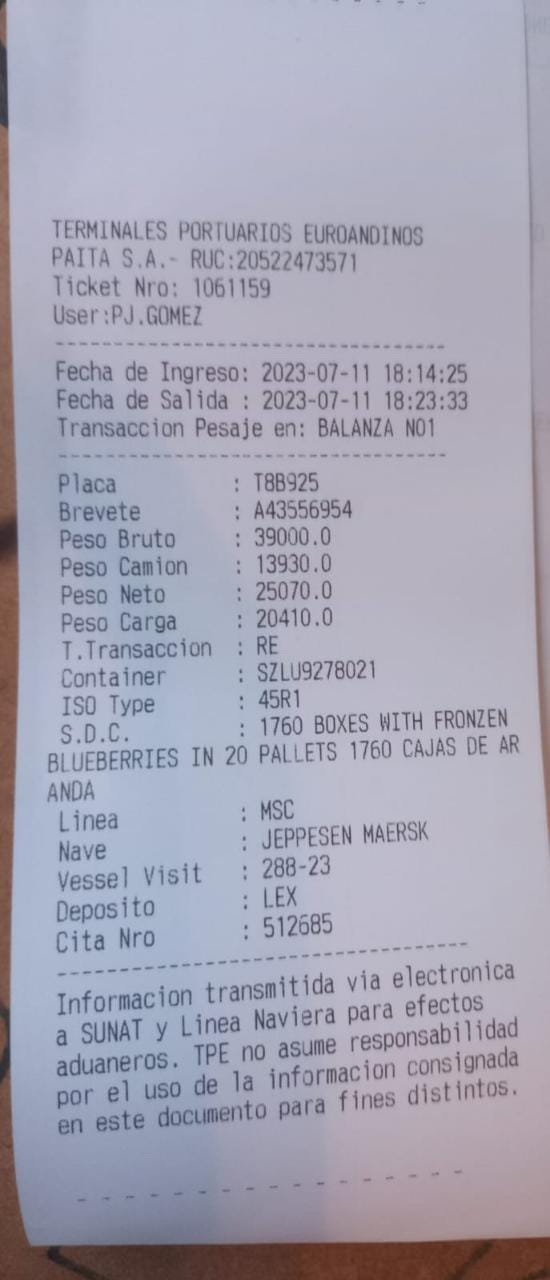 TERMINALES PORTUARIOS EUROANDINOS
PAITA S.A.- RUC:20522473571
Ticket Nro: 1061159
User:PJ.GOMEZ
----------------------------------
Fecha de Ingreso: 2023-07-11 18:14:25
Fecha de Salida : 2023-07-11 18:23:33
Transaccion Pesaje en: BALANZA NO1
----------------------------------
Placa : T8B925
Brevete : A43556954
Peso Bruto : 39000.0
Peso Camion : 13930.0
Peso Neto : 25070.0
Peso Carga : 20410.0
T.Transaccion : RE
Container : SZLU9278021
ISO Type : 45R1
S.D.C. : 1760 BOXES WITH FRONZEN
BLUEBERRIES IN 20 PALLETS 1760 CAJAS DE AR
ANDA
Linea : MSC
Nave : JEPPESEN MAERSK
Vessel Visit : 288-23
Deposito : LEX
Cita Nro : 512685
----------------------------------
Informacion transmitida via electronica
a SUNAT y Linea Naviera para efectos
aduaneros. TPE no asume responsabilidad
por el uso de la informacion consignada
en este documento para fines distintos.
- - - - - - - - - - - - - - - - -